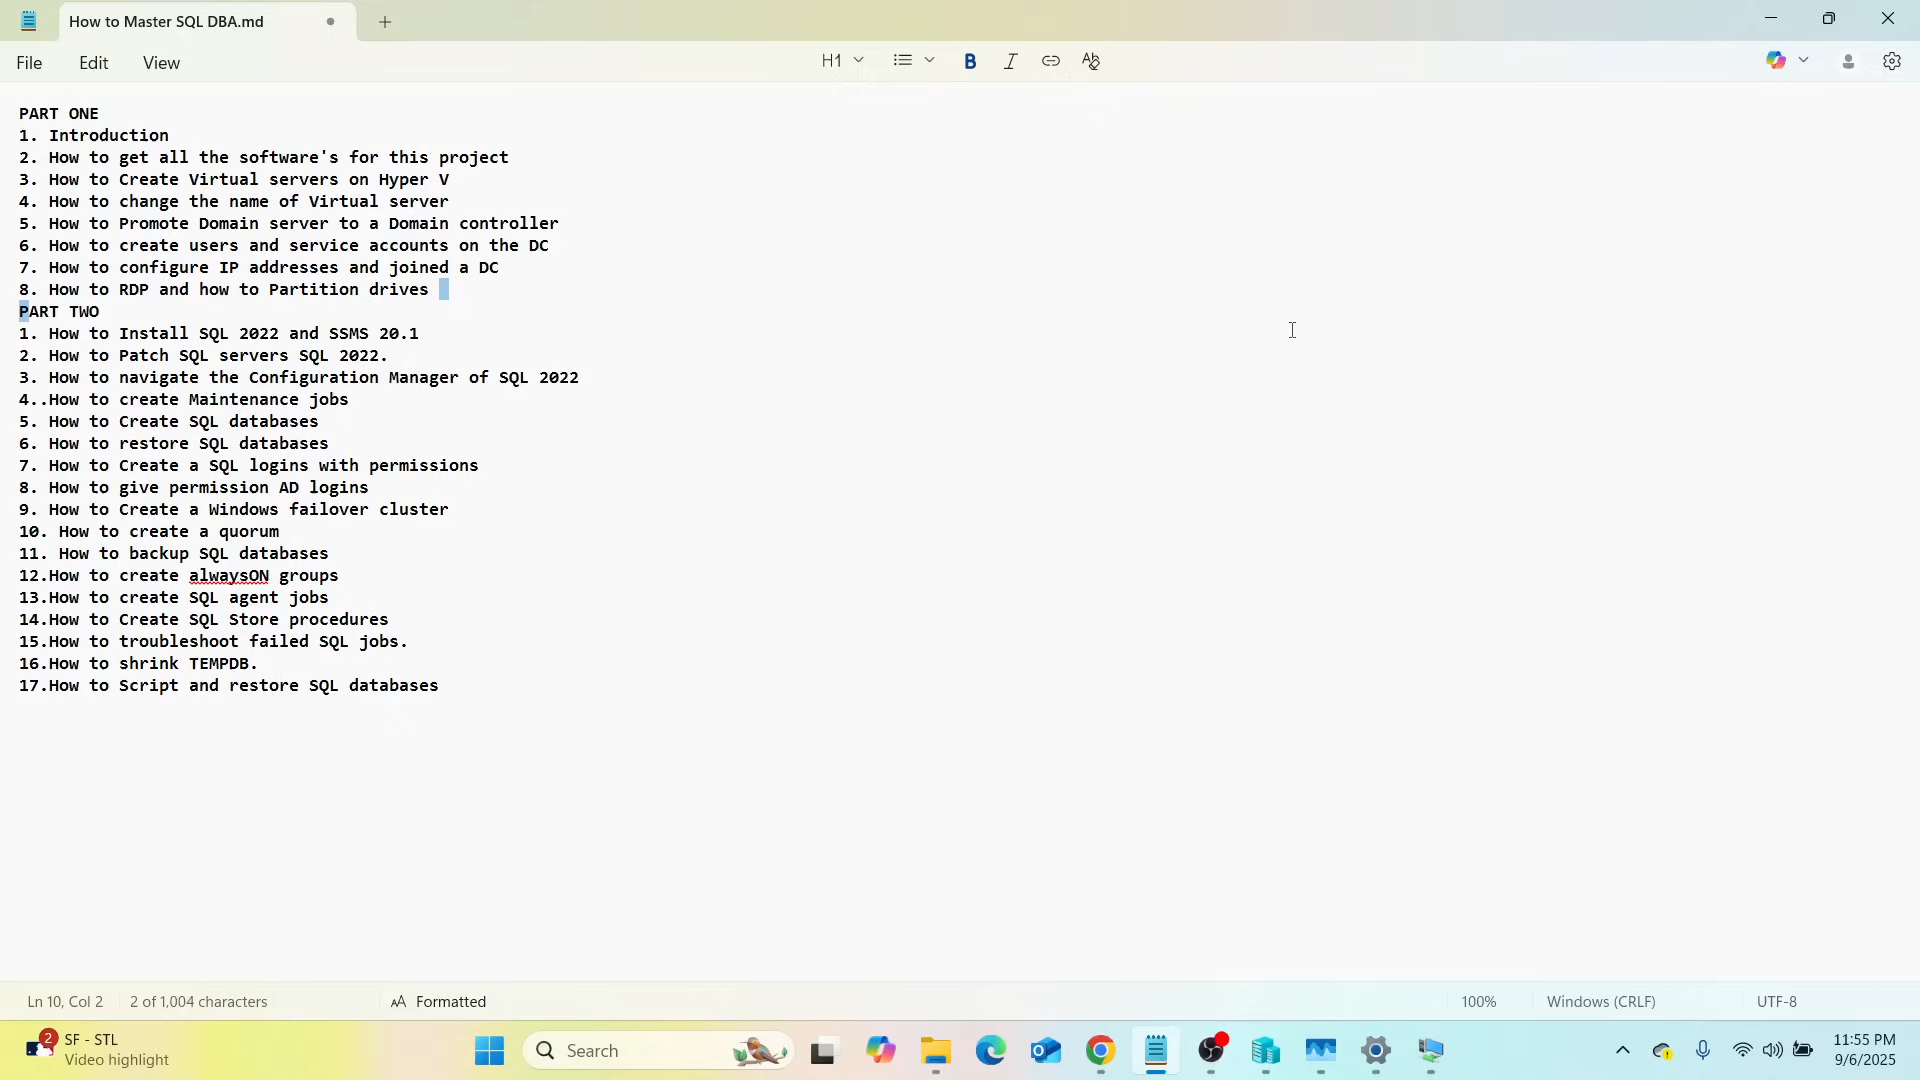 How to Master SQL DBA.md
File Edit View
H1
B I
PART ONE
1. Introduction
2. How to get all the software's for this project
3. How to Create Virtual servers on Hyper V
4. How to change the name of Virtual server
5. How to Promote Domain server to a Domain controller
6. How to create users and service accounts on the DC
7. How to configure IP addresses and joined a DC
8. How to RDP and how to Partition drives
PART TWO
1. How to Install SQL 2022 and SSMS 20.1
2. How to Patch SQL servers SQL 2022.
3. How to navigate the Configuration Manager of SQL 2022
4..How to create Maintenance jobs
5. How to Create SQL databases
6. How to restore SQL databases
7. How to Create a SQL logins with permissions
8. How to give permission AD logins
9. How to Create a Windows failover cluster
10. How to create a quorum
11. How to backup SQL databases
12.How to create alwaysON groups
13.How to create SQL agent jobs
14.How to Create SQL Store procedures
15.How to troubleshoot failed SQL jobs.
16.How to shrink TEMPDB.
17.How to Script and restore SQL databases
Ln 10, Col 2 2 of 1,004 characters Formatted 100% Windows (CRLF) UTF-8
2
SF - STL
Video highlight
Search
11:55 PM
9/6/2025